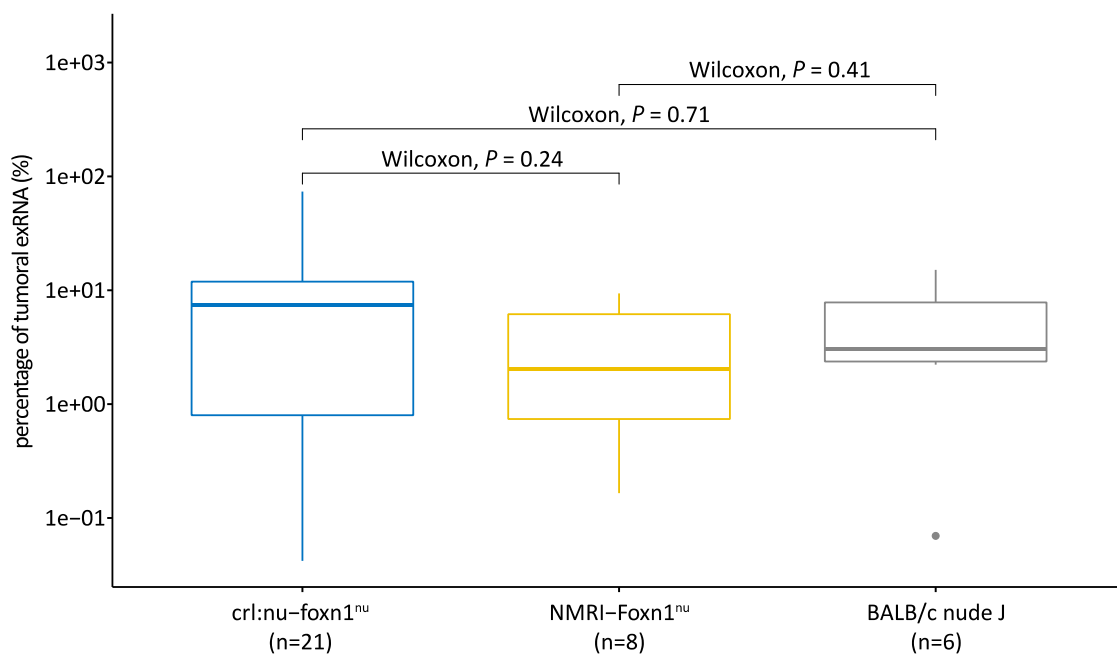 1e+03
Wilcoxon, P = 0.41
Wilcoxon, P = 0.71
Wilcoxon, P = 0.24
1e+02
1e+01
1e+00
1e−01
percentage of tumoral exRNA (%)
crl:nu−foxn1ⁿᵘ
(n=21)
NMRI−Foxn1ⁿᵘ
(n=8)
BALB/c nude J
(n=6)